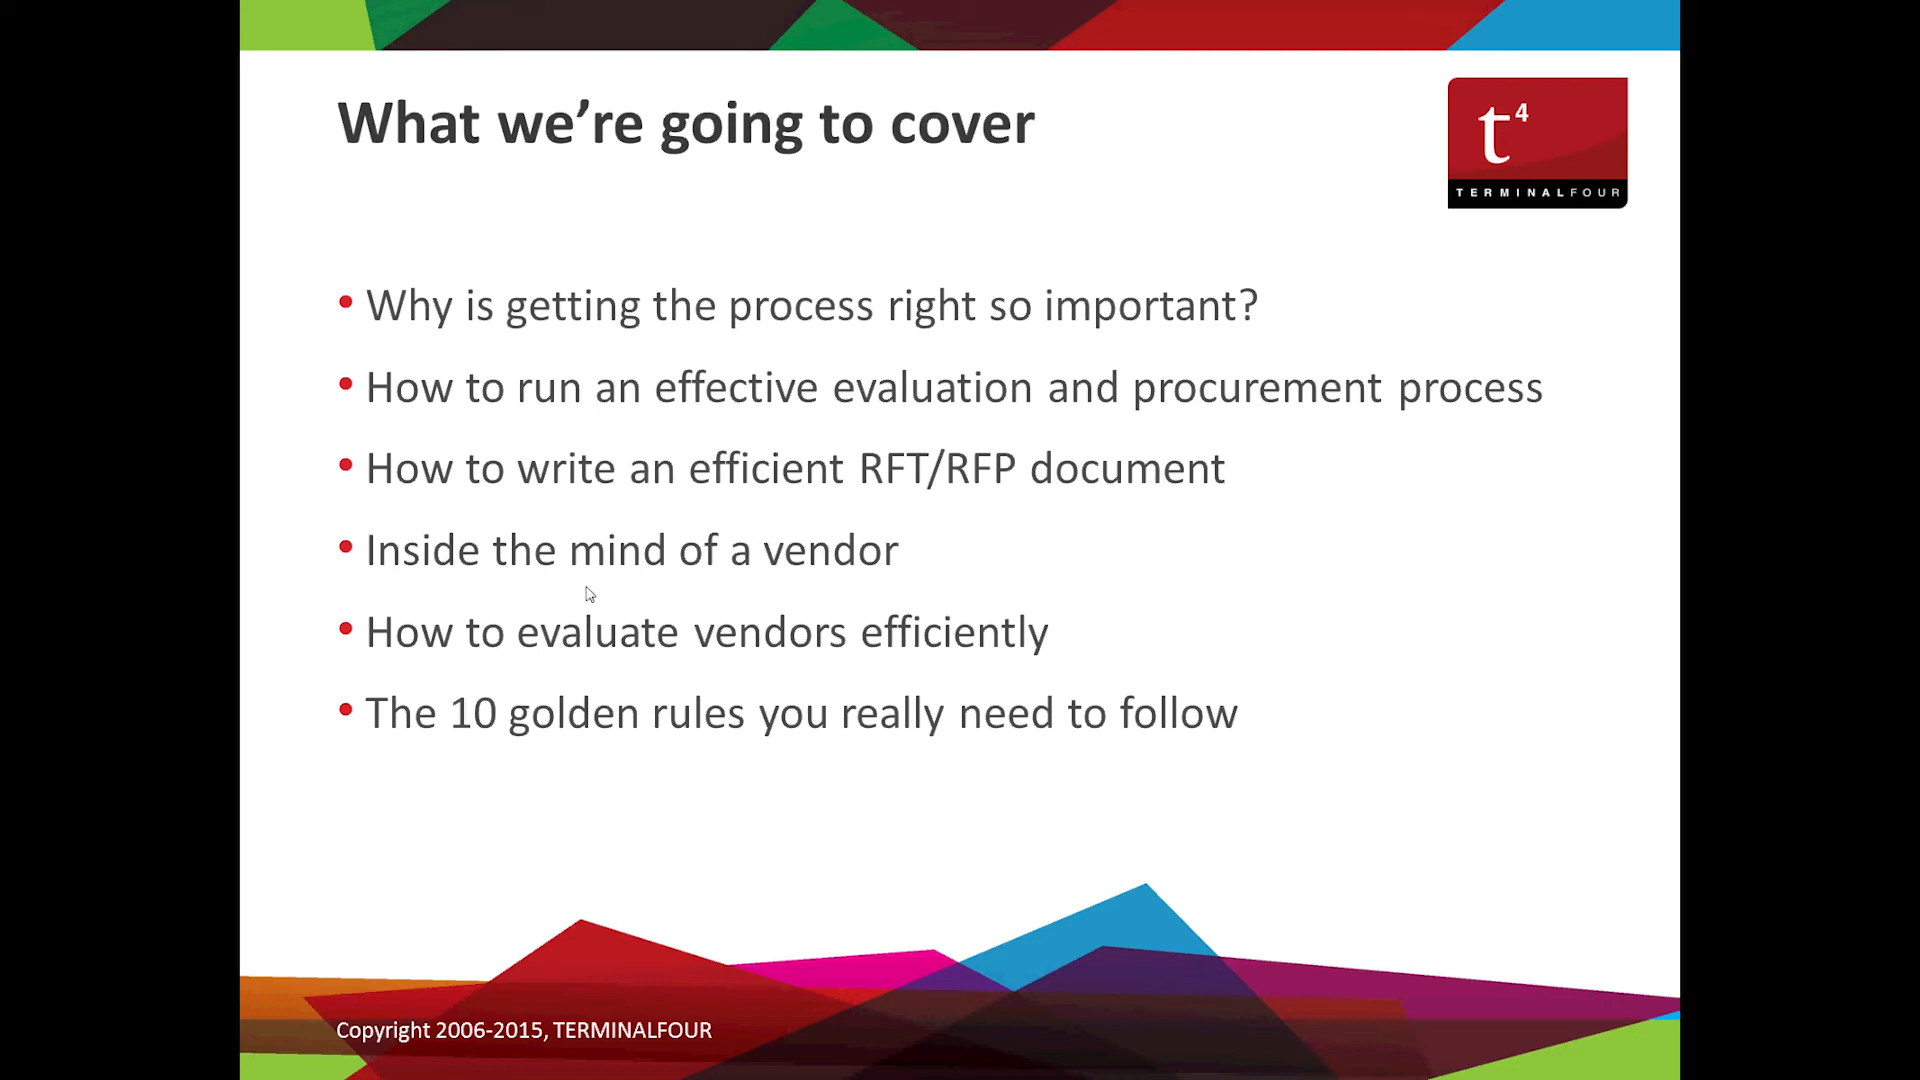 What we’re going to cover
t4
TERMINALFOUR
• Why is getting the process right so important?
• How to run an effective evaluation and procurement process
• How to write an efficient RFT/RFP document
• Inside the mind of a vendor
• How to evaluate vendors efficiently
• The 10 golden rules you really need to follow
Copyright 2006-2015, TERMINALFOUR